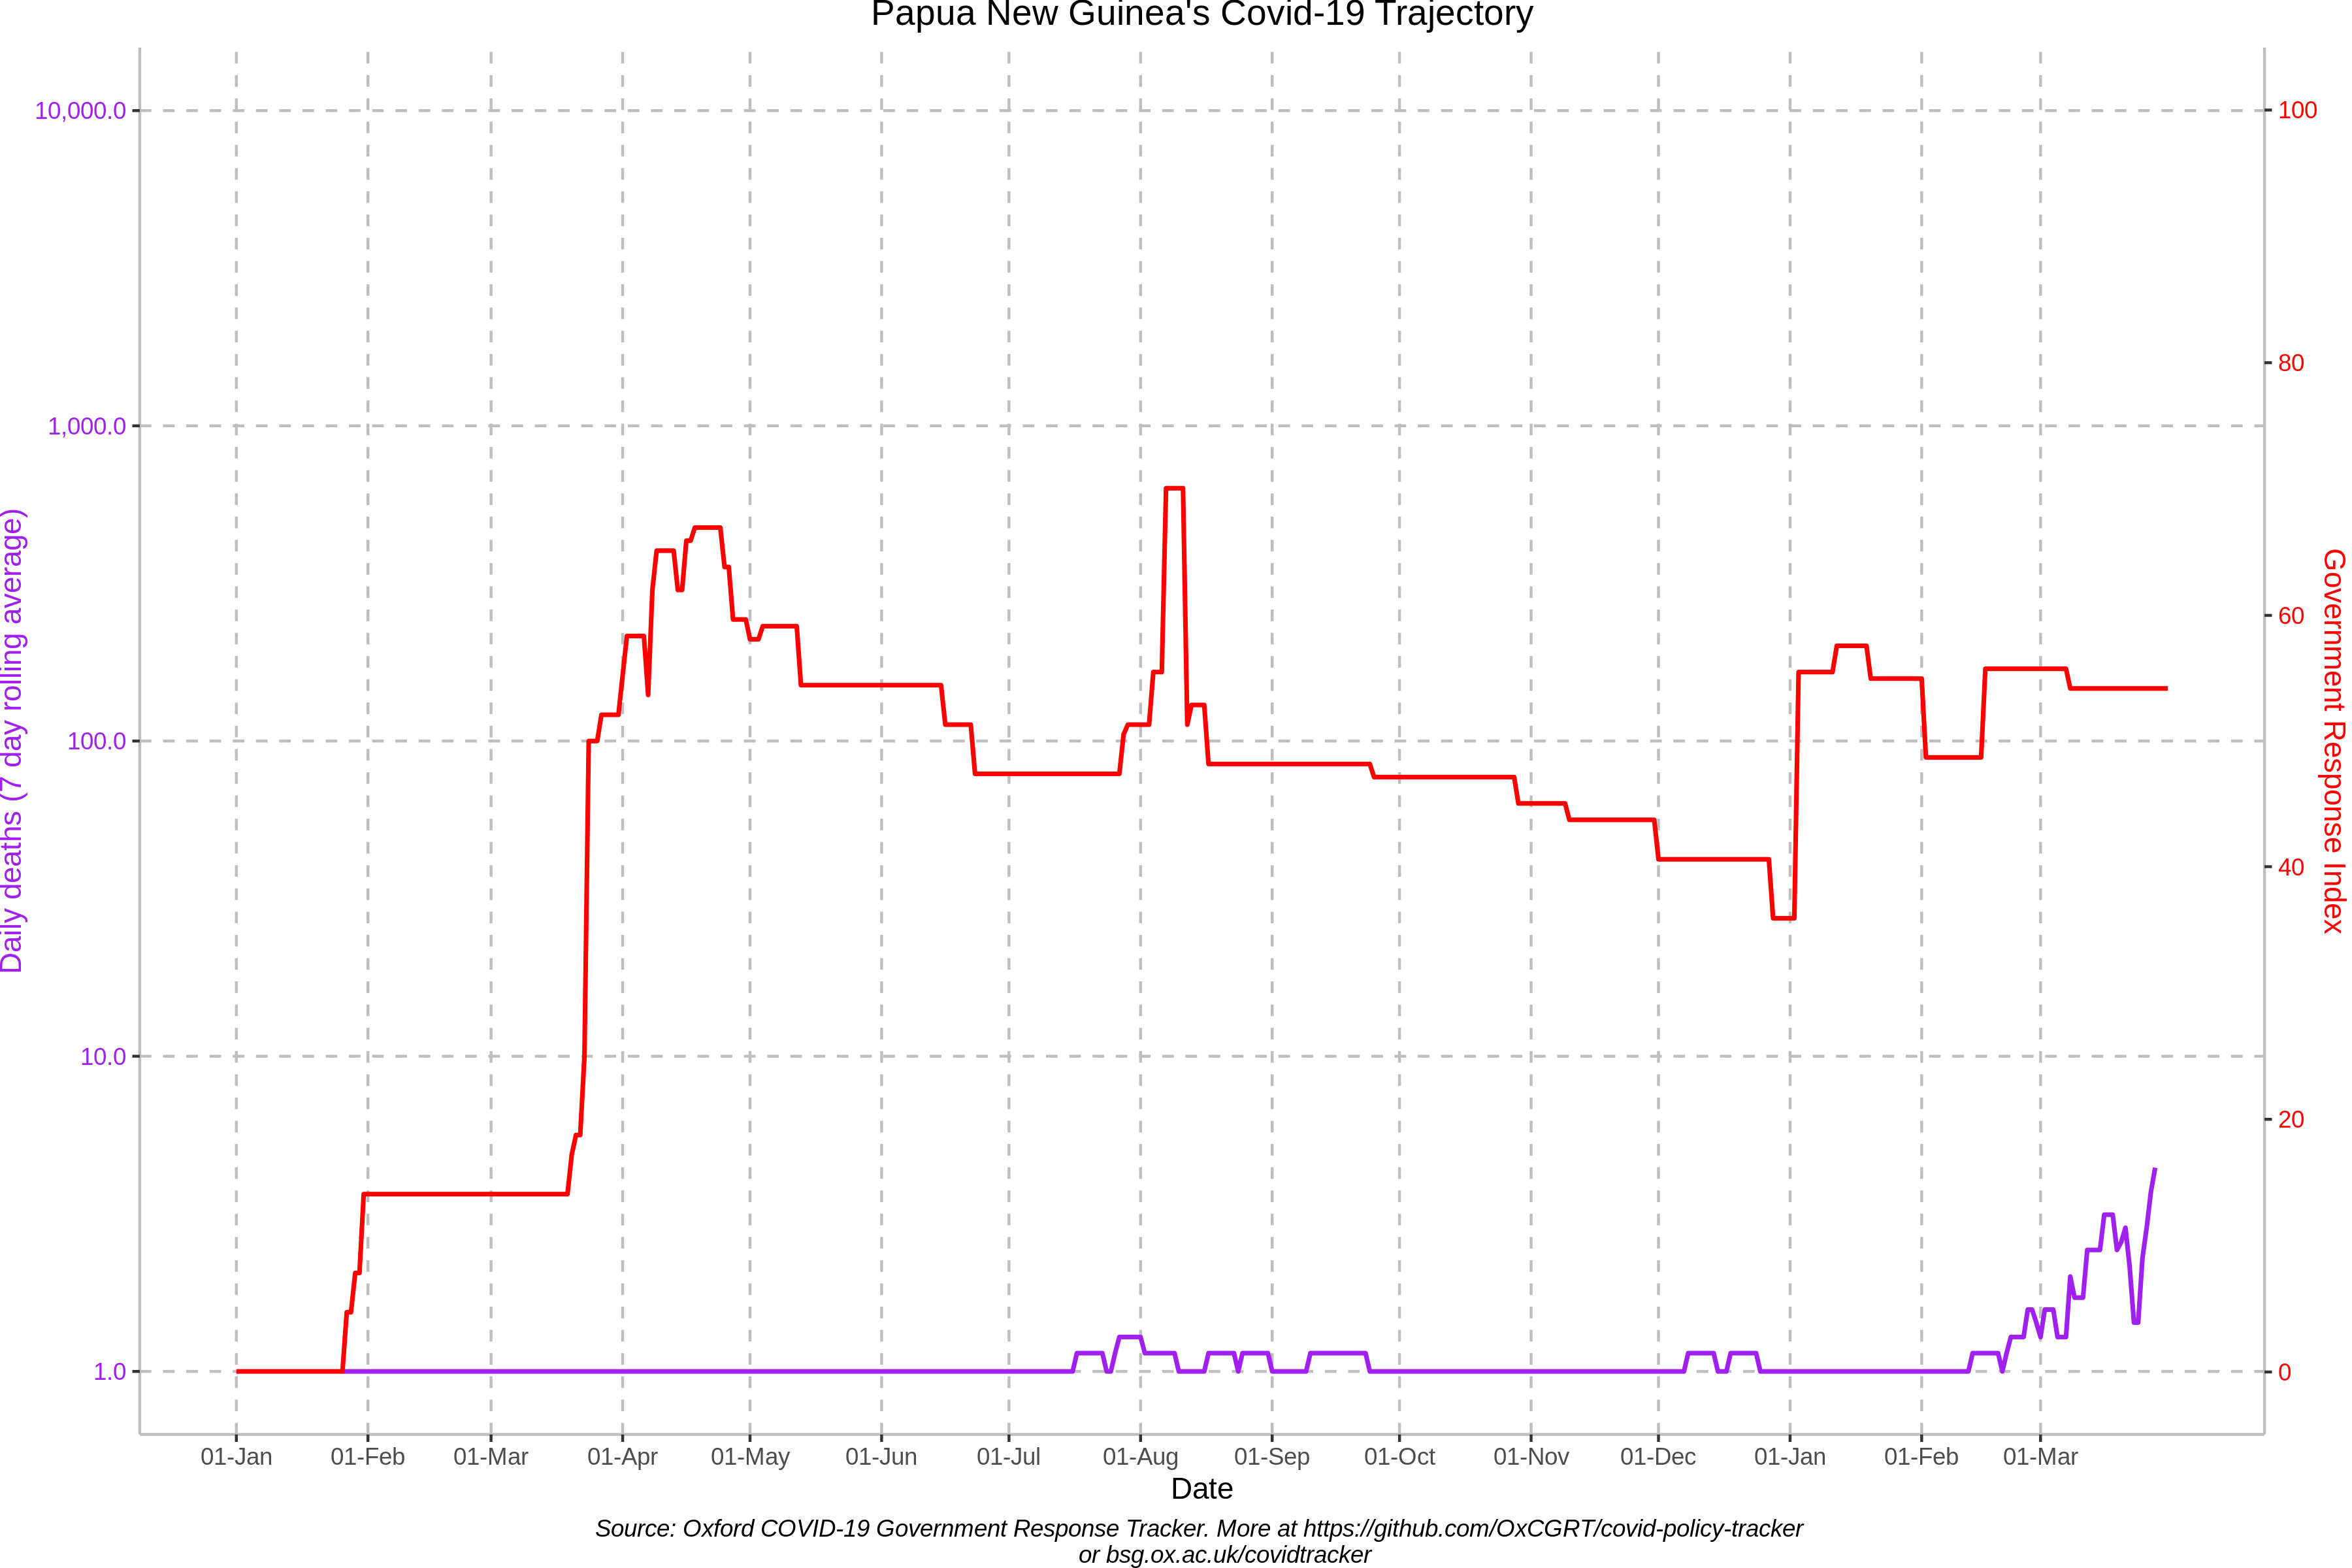 Papua New Guinea's Covid-19 Trajectory
10,000.0
1,000.0
100.0
10.0
1.0
Daily deaths (7 day rolling average)
100
80
60
40
20
0
Government Response Index
01-Jan 01-Feb 01-Mar 01-Apr 01-May 01-Jun 01-Jul 01-Aug 01-Sep 01-Oct 01-Nov 01-Dec 01-Jan 01-Feb 01-Mar
Date
Source: Oxford COVID-19 Government Response Tracker. More at https://github.com/OxCGRT/covid-policy-tracker
or bsg.ox.ac.uk/covidtracker